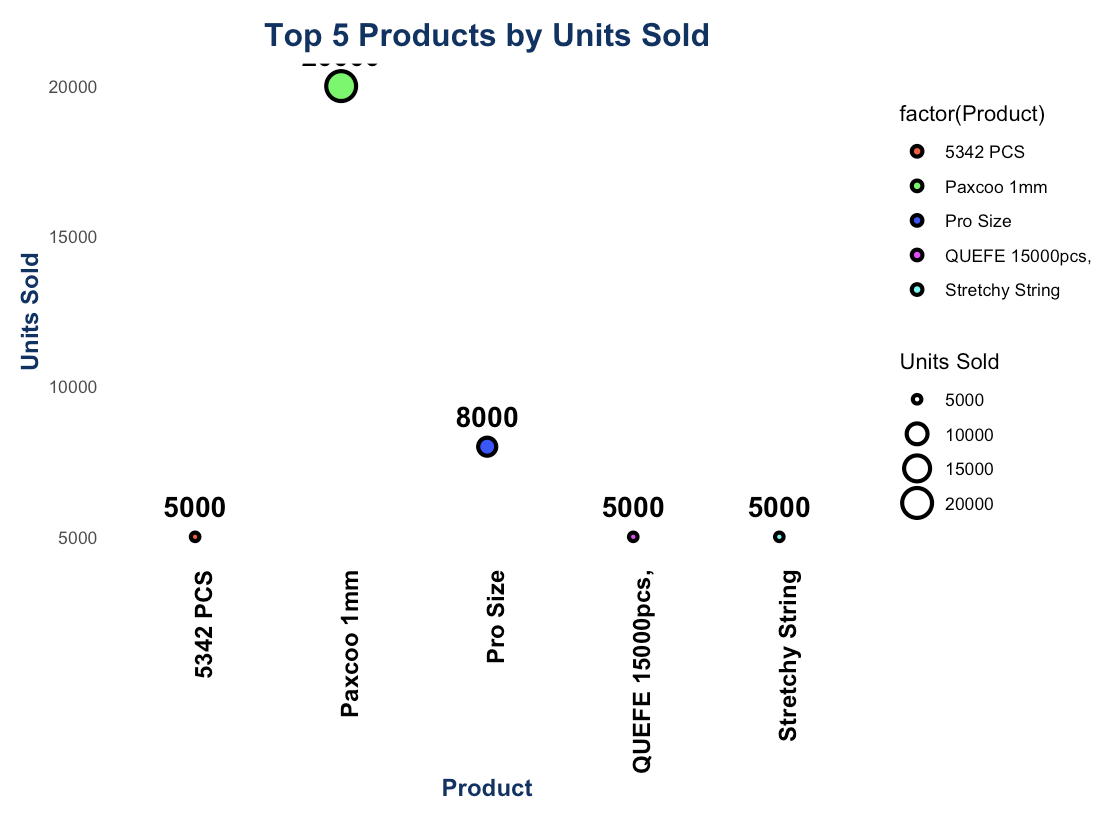 Top 5 Products by Units Sold
20000
15000
10000
5000
Units Sold
8000
5000
5000
5000
5342 PCS
Paxcoo 1mm
Pro Size
QUEFE 15000pcs,
Stretchy String
Product
factor(Product)
5342 PCS
Paxcoo 1mm
Pro Size
QUEFE 15000pcs,
Stretchy String
Units Sold
5000
10000
15000
20000